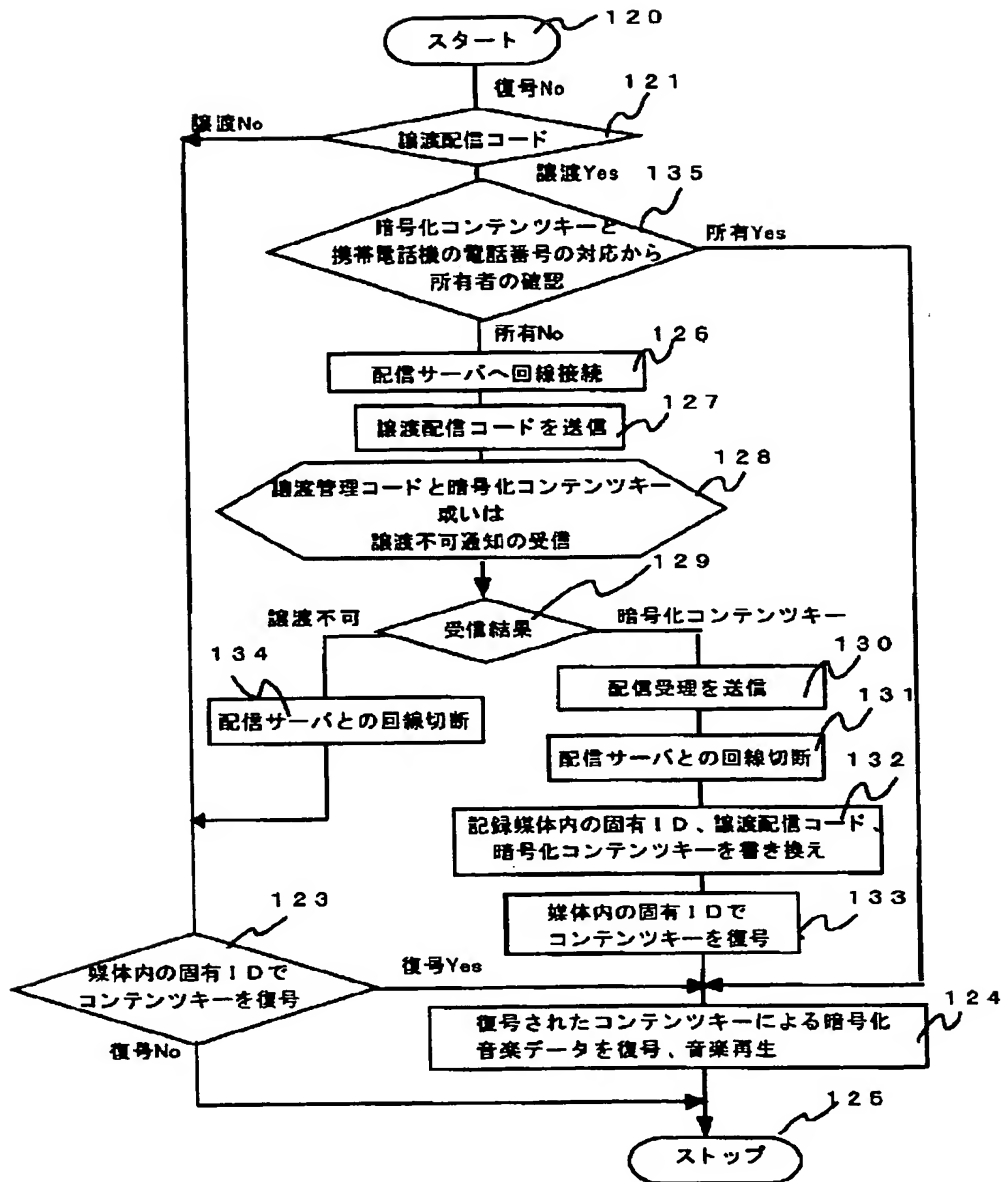 120
スタート
復号No
121
譲渡No
譲渡配信コード
譲渡Yes
135
暗号化コンテンツキーと
携帯電話機の電話番号の対応から
所有者の確認
所有Yes
所有No
126
配信サーバへ回線接続
127
譲渡配信コードを送信
128
譲渡管理コードと暗号化コンテンツキー
或いは
譲渡不可通知の受信
129
譲渡不可
受信結果
暗号化コンテンツキー
134
130
配信受理を送信
配信サーバとの回線切断
131
配信サーバとの回線切断
132
記録媒体内の固有ID、譲渡配信コード、
暗号化コンテンツキーを書き換え
123
133
媒体内の固有IDで
コンテンツキーを復号
媒体内の固有IDで
コンテンツキーを復号
復号Yes
124
復号されたコンテンツキーによる暗号化
音楽データを復号、音楽再生
復号No
125
ストップ